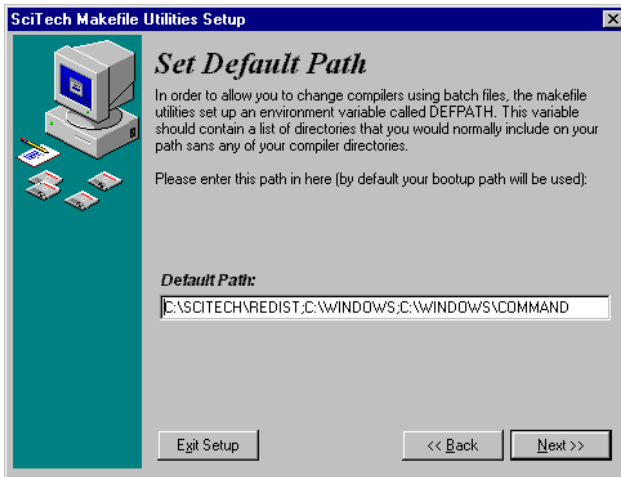 SciTech Makefile Utilities Setup
Set Default Path
In order to allow you to change compilers using batch files, the makefile
utilities set up an environment variable called DEFPATH. This variable
should contain a list of directories that you would normally include on your
path sans any of your compiler directories.
Please enter this path in here (by default your bootup path will be used):
Default Path:
C:\SCITECH\REDIST;C:\WINDOWS;C:\WINDOWS\COMMAND
Exit Setup
<< Back
Next >>